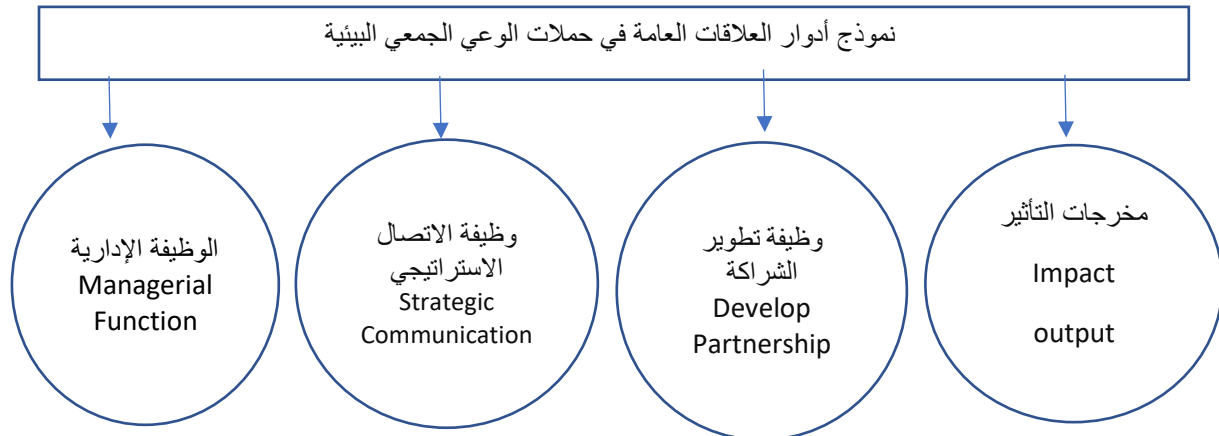 نموذج أدوار العلاقات العامة في حملات الوعي الجمعي البيئية
مخرجات التأثير
Impact
output
وظيفة تطوير
الشراكة
Develop
Partnership
وظيفة الاتصال
الاستراتيجي
Strategic
Communication
الوظيفة الإدارية
Managerial
Function